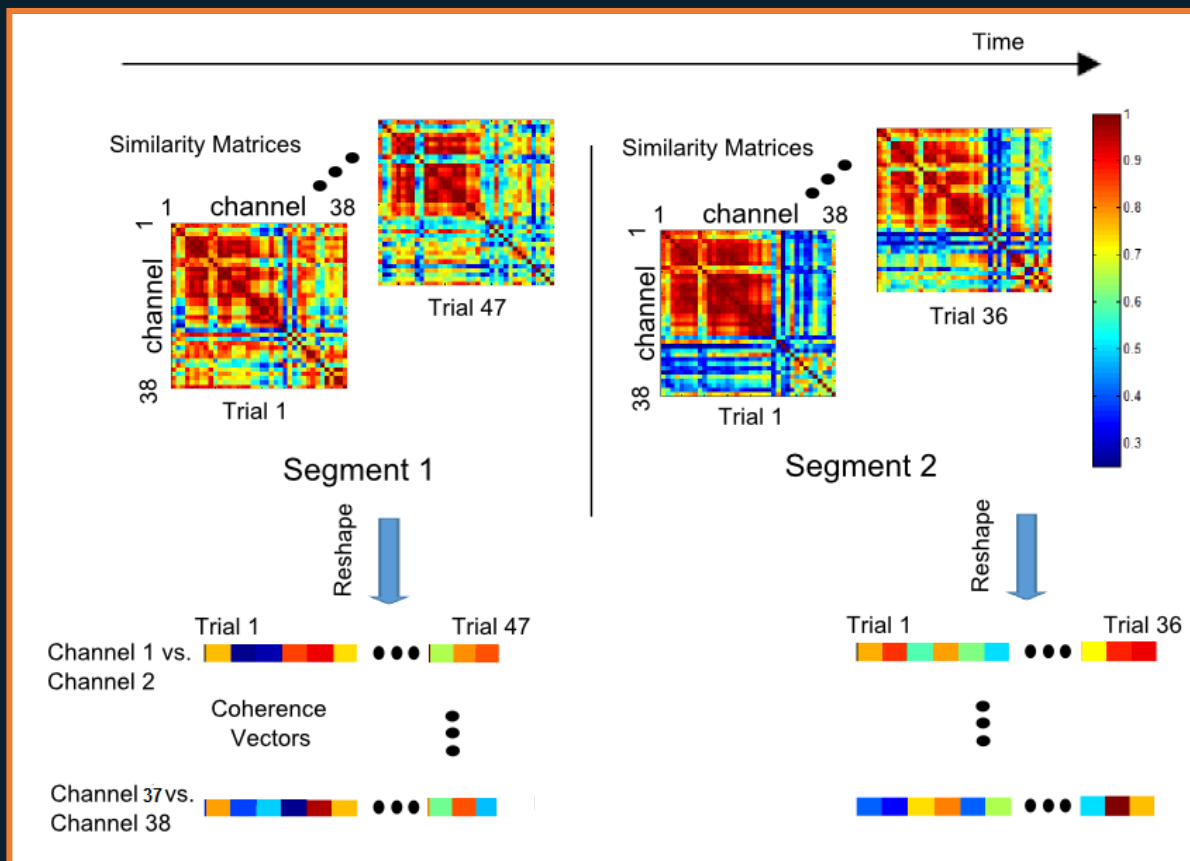 Time
Similarity Matrices
1 channel 38
1
channel
38
Trial 1
Trial 47
Segment 1
Similarity Matrices
1 channel 38
1
channel
38
Trial 1
Trial 36
Segment 2
1
0.9
0.8
0.7
0.6
0.5
0.4
0.3
Reshape
Reshape
Trial 1
Trial 47
Channel 1 vs.
Channel 2
Trial 1
Trial 36
Coherence
Vectors
Channel 37 vs.
Channel 38